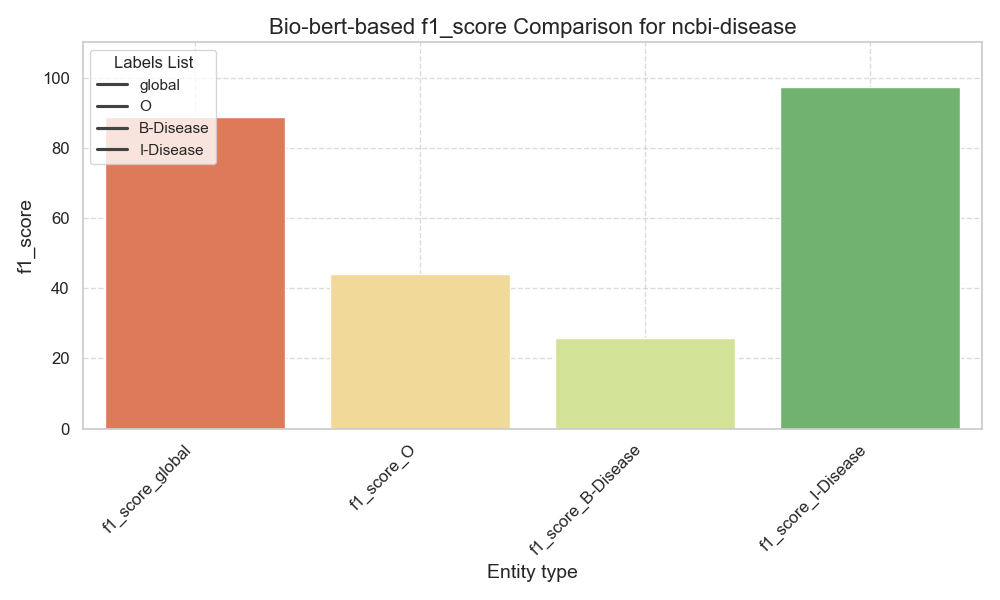 Bio-bert-based f1_score Comparison for ncbi-disease
Labels List
global
O
B-Disease
I-Disease
f1_score
100
80
60
40
20
0
f1_score_global
f1_score_O
f1_score_B-Disease
f1_score_I-Disease
Entity type